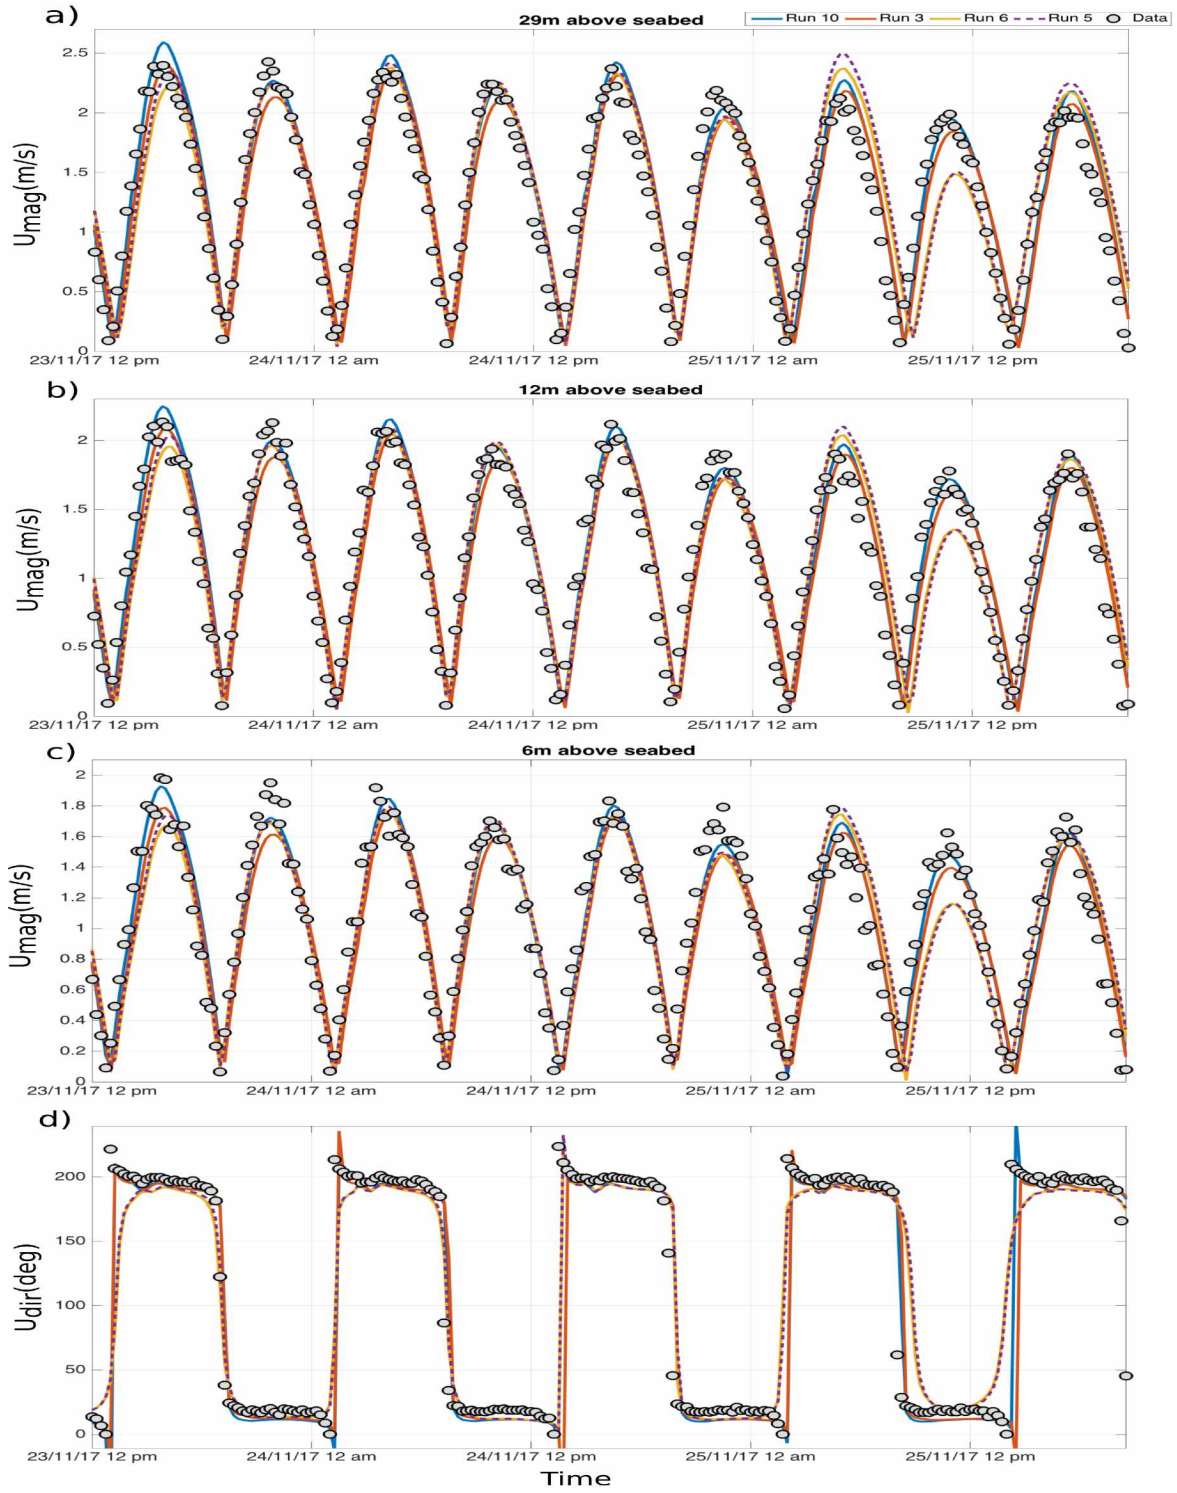 a)
29m above seabed
Run 10 Run 3 Run 6 Run 5 Data
2.5
2
1.5
1
0.5
0
Umag(m/s)
23/11/17 12 pm 24/11/17 12 am 24/11/17 12 pm 25/11/17 12 am 25/11/17 12 pm
b)
12m above seabed
2
1.5
1
0.5
0
Umag(m/s)
23/11/17 12 pm 24/11/17 12 am 24/11/17 12 pm 25/11/17 12 am 25/11/17 12 pm
c)
6m above seabed
2
1.8
1.6
1.4
1.2
1
0.8
0.6
0.4
0.2
0
Umag(m/s)
23/11/17 12 pm 24/11/17 12 am 24/11/17 12 pm 25/11/17 12 am 25/11/17 12 pm
d)
200
150
100
50
0
Udir(deg)
23/11/17 12 pm 24/11/17 12 am 24/11/17 12 pm 25/11/17 12 am 25/11/17 12 pm
Time